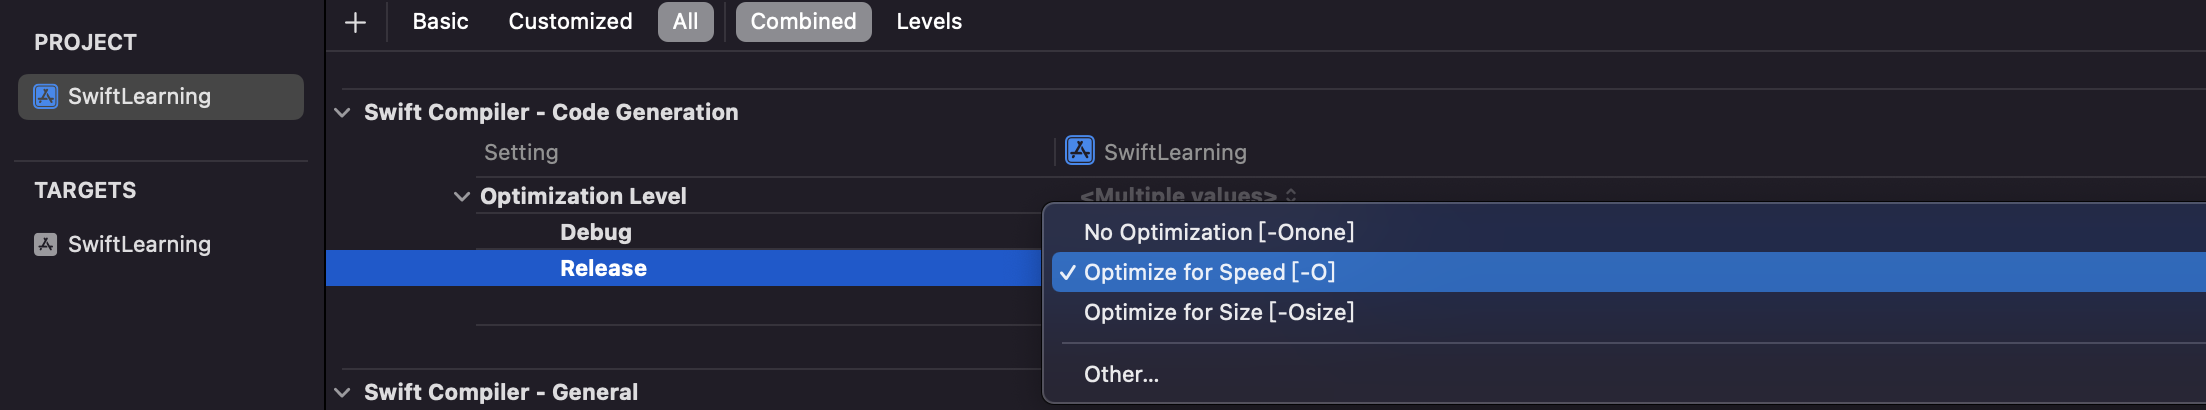 PROJECT
SwiftLearning
TARGETS
SwiftLearning
+ Basic Customized All Combined Levels
Swift Compiler - Code Generation
Setting SwiftLearning
Optimization Level <Multiple values>
Debug
Release
No Optimization [-Onone]
✓ Optimize for Speed [-O]
Optimize for Size [-Osize]
Other...
Swift Compiler - General